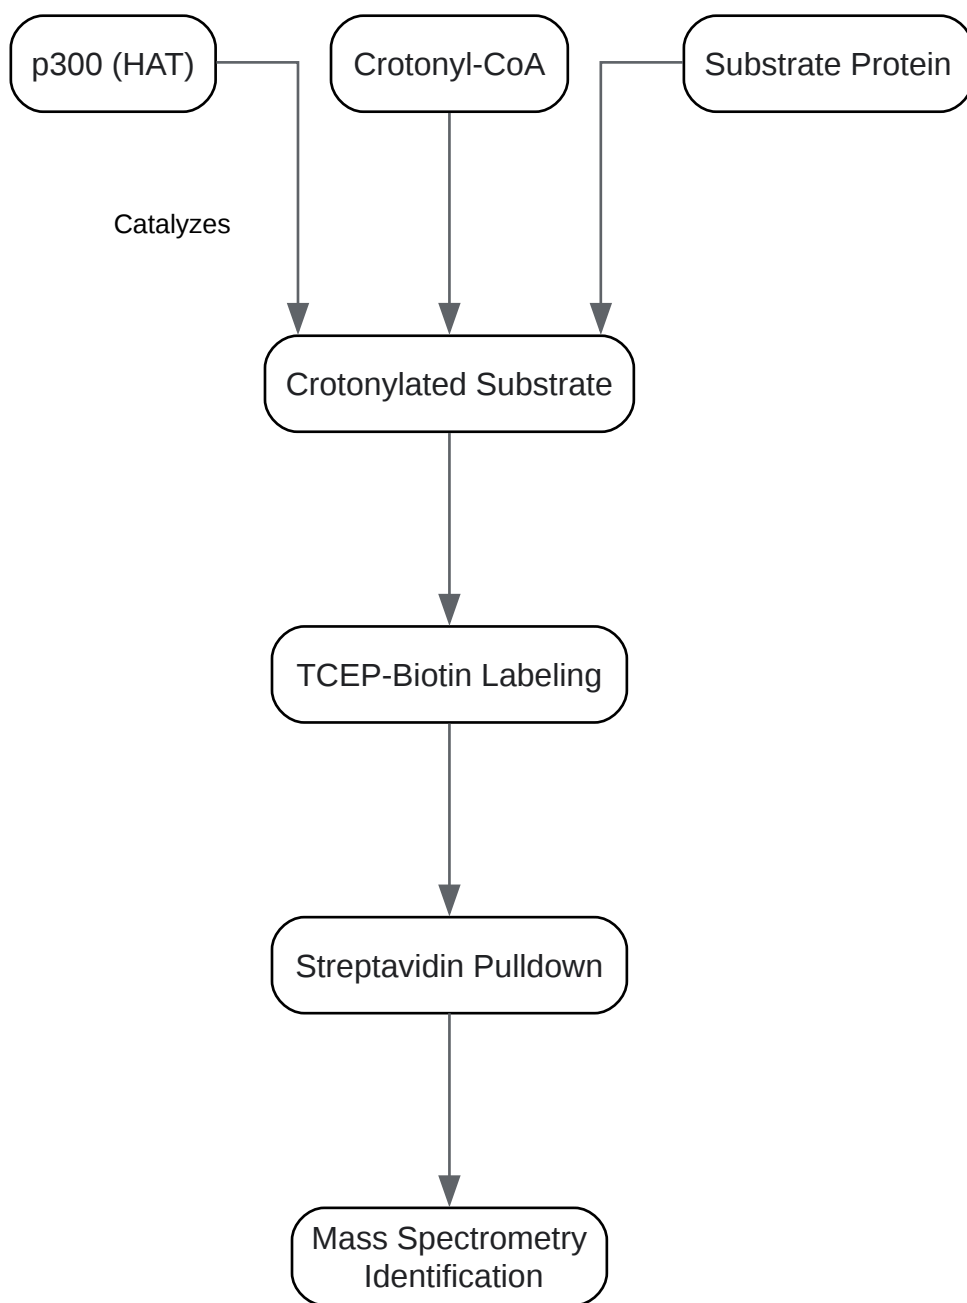 p300 (HAT)
Crotonyl-CoA
Substrate Protein
Catalyzes
Crotonylated Substrate
TCEP-Biotin Labeling
Streptavidin Pulldown
Mass Spectrometry
Identification